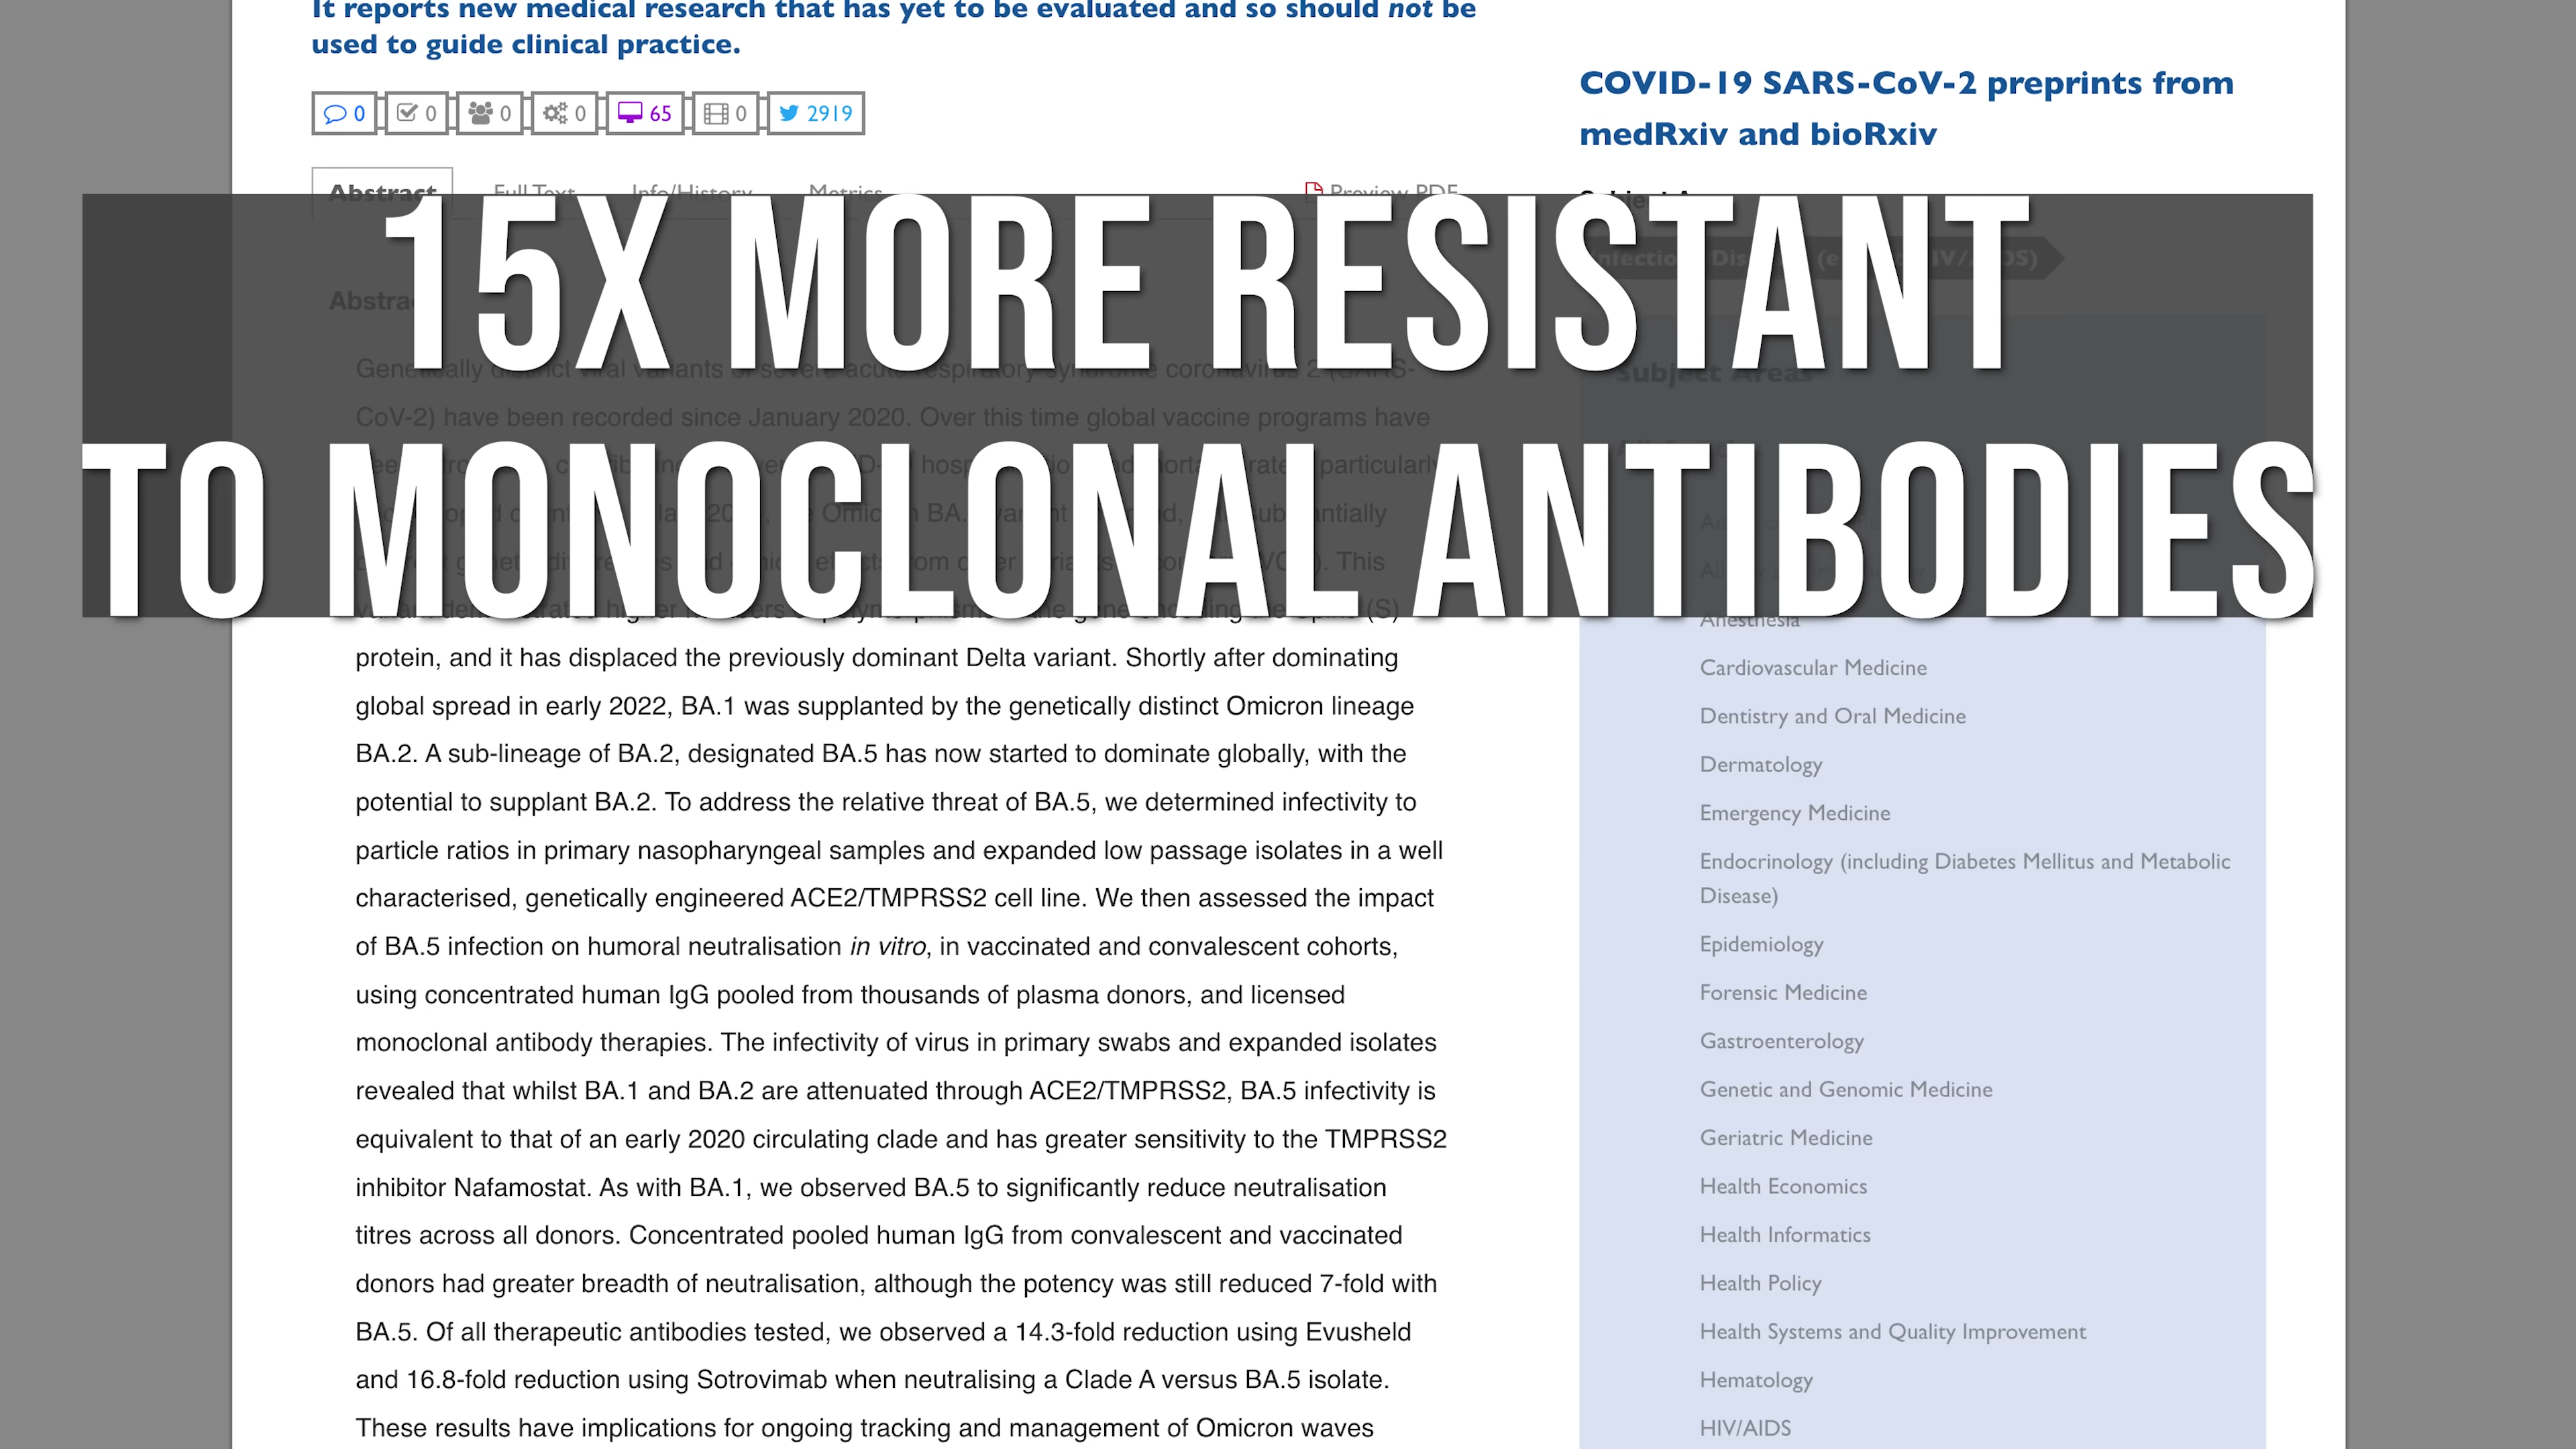 It reports new medical research that has yet to be evaluated and so should not be
used to guide clinical practice.
0 0 0 0 65 0 2919
Abstract Full Text Info/History Metrics Preview PDF
15X MORE RESISTANT
TO MONOCLONAL ANTIBODIES
CoV-2) have been recorded since January 2020. Over this time global vaccine programs have
protein, and it has displaced the previously dominant Delta variant. Shortly after dominating
global spread in early 2022, BA.1 was supplanted by the genetically distinct Omicron lineage
BA.2. A sub-lineage of BA.2, designated BA.5 has now started to dominate globally, with the
potential to supplant BA.2. To address the relative threat of BA.5, we determined infectivity to
particle ratios in primary nasopharyngeal samples and expanded low passage isolates in a well
characterised, genetically engineered ACE2/TMPRSS2 cell line. We then assessed the impact
of BA.5 infection on humoral neutralisation in vitro, in vaccinated and convalescent cohorts,
using concentrated human IgG pooled from thousands of plasma donors, and licensed
monoclonal antibody therapies. The infectivity of virus in primary swabs and expanded isolates
revealed that whilst BA.1 and BA.2 are attenuated through ACE2/TMPRSS2, BA.5 infectivity is
equivalent to that of an early 2020 circulating clade and has greater sensitivity to the TMPRSS2
inhibitor Nafamostat. As with BA.1, we observed BA.5 to significantly reduce neutralisation
titres across all donors. Concentrated pooled human IgG from convalescent and vaccinated
donors had greater breadth of neutralisation, although the potency was still reduced 7-fold with
BA.5. Of all therapeutic antibodies tested, we observed a 14.3-fold reduction using Evusheld
and 16.8-fold reduction using Sotrovimab when neutralising a Clade A versus BA.5 isolate.
These results have implications for ongoing tracking and management of Omicron waves
COVID-19 SARS-CoV-2 preprints from
medRxiv and bioRxiv
Subject Areas
Anesthesia
Cardiovascular Medicine
Dentistry and Oral Medicine
Dermatology
Emergency Medicine
Endocrinology (including Diabetes Mellitus and Metabolic
Disease)
Epidemiology
Forensic Medicine
Gastroenterology
Genetic and Genomic Medicine
Geriatric Medicine
Health Economics
Health Informatics
Health Policy
Health Systems and Quality Improvement
Hematology
HIV/AIDS